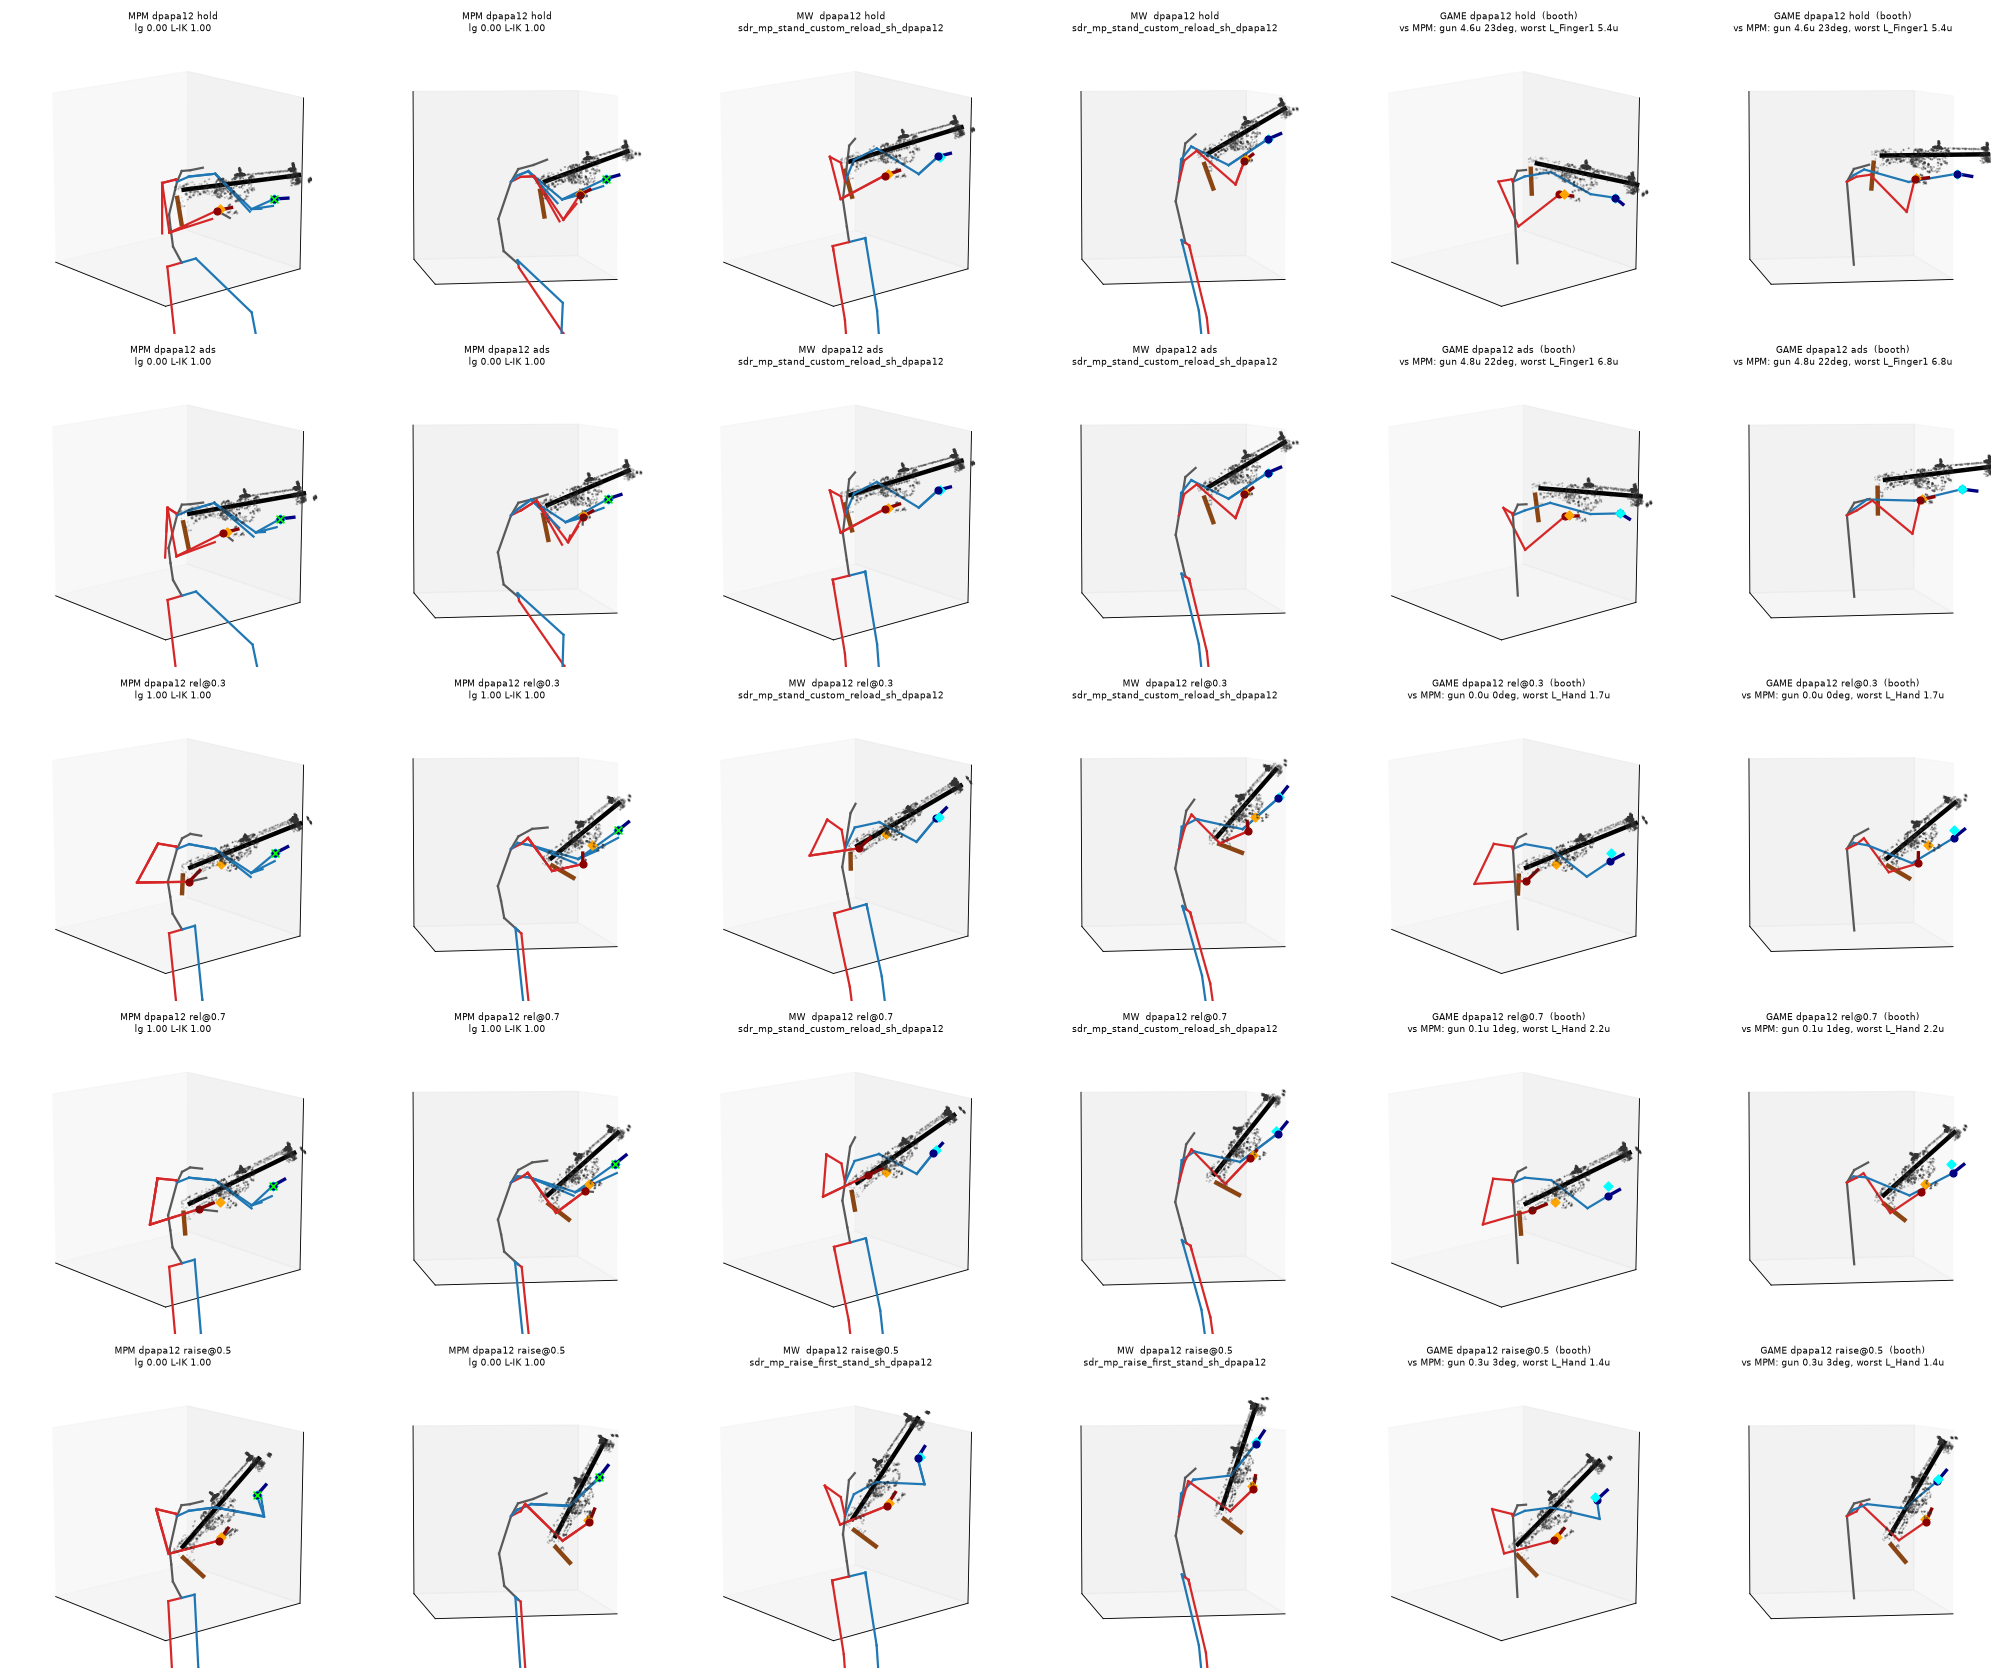 MPM dpapa12 hold
lg 0.00 L-IK 1.00
MPM dpapa12 hold
lg 0.00 L-IK 1.00
MW  dpapa12 hold
sdr_mp_stand_custom_reload_sh_dpapa12
MW  dpapa12 hold
sdr_mp_stand_custom_reload_sh_dpapa12
GAME dpapa12 hold  (booth)
vs MPM: gun 4.6u 23deg, worst L_Finger1 5.4u
GAME dpapa12 hold  (booth)
vs MPM: gun 4.6u 23deg, worst L_Finger1 5.4u
MPM dpapa12 ads
lg 0.00 L-IK 1.00
MPM dpapa12 ads
lg 0.00 L-IK 1.00
MW  dpapa12 ads
sdr_mp_stand_custom_reload_sh_dpapa12
MW  dpapa12 ads
sdr_mp_stand_custom_reload_sh_dpapa12
GAME dpapa12 ads  (booth)
vs MPM: gun 4.8u 22deg, worst L_Finger1 6.8u
GAME dpapa12 ads  (booth)
vs MPM: gun 4.8u 22deg, worst L_Finger1 6.8u
MPM dpapa12 rel@0.3
lg 1.00 L-IK 1.00
MPM dpapa12 rel@0.3
lg 1.00 L-IK 1.00
MW  dpapa12 rel@0.3
sdr_mp_stand_custom_reload_sh_dpapa12
MW  dpapa12 rel@0.3
sdr_mp_stand_custom_reload_sh_dpapa12
GAME dpapa12 rel@0.3  (booth)
vs MPM: gun 0.0u 0deg, worst L_Hand 1.7u
GAME dpapa12 rel@0.3  (booth)
vs MPM: gun 0.0u 0deg, worst L_Hand 1.7u
MPM dpapa12 rel@0.7
lg 1.00 L-IK 1.00
MPM dpapa12 rel@0.7
lg 1.00 L-IK 1.00
MW  dpapa12 rel@0.7
sdr_mp_stand_custom_reload_sh_dpapa12
MW  dpapa12 rel@0.7
sdr_mp_stand_custom_reload_sh_dpapa12
GAME dpapa12 rel@0.7  (booth)
vs MPM: gun 0.1u 1deg, worst L_Hand 2.2u
GAME dpapa12 rel@0.7  (booth)
vs MPM: gun 0.1u 1deg, worst L_Hand 2.2u
MPM dpapa12 raise@0.5
lg 0.00 L-IK 1.00
MPM dpapa12 raise@0.5
lg 0.00 L-IK 1.00
MW  dpapa12 raise@0.5
sdr_mp_raise_first_stand_sh_dpapa12
MW  dpapa12 raise@0.5
sdr_mp_raise_first_stand_sh_dpapa12
GAME dpapa12 raise@0.5  (booth)
vs MPM: gun 0.3u 3deg, worst L_Hand 1.4u
GAME dpapa12 raise@0.5  (booth)
vs MPM: gun 0.3u 3deg, worst L_Hand 1.4u